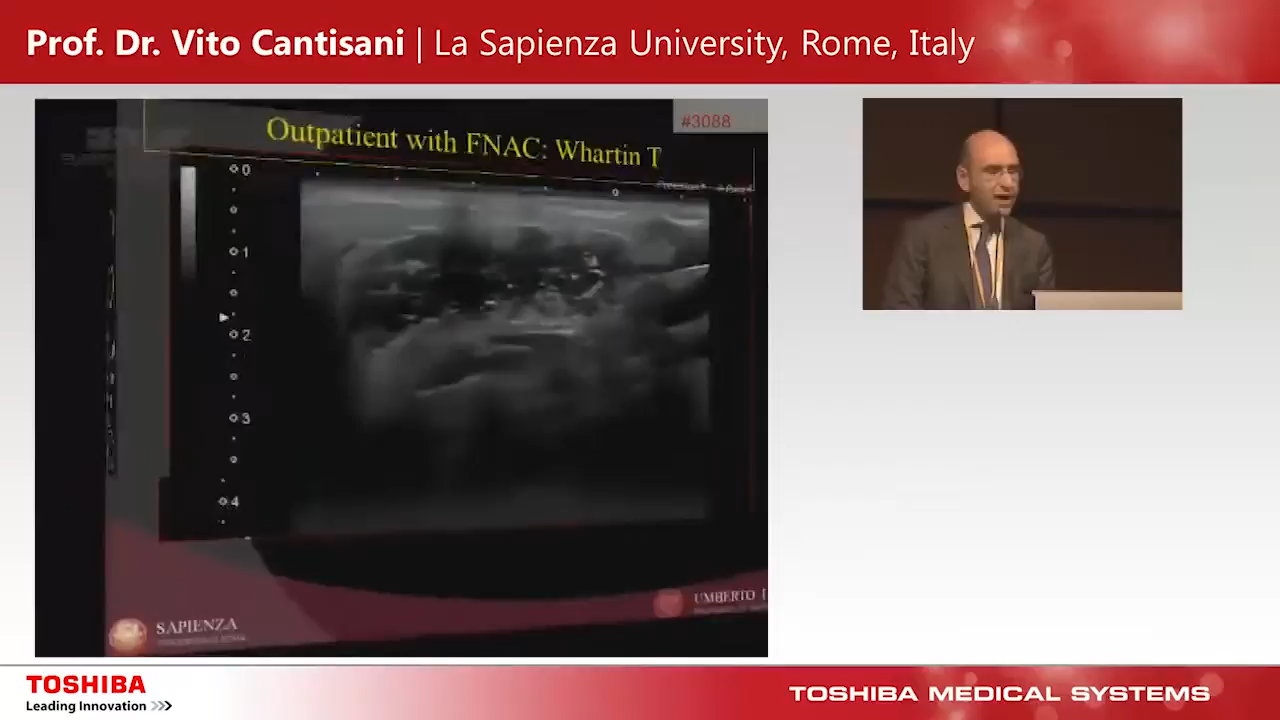 Prof. Dr. Vito Cantisani | La Sapienza University, Rome, Italy
#3088
Outpatient with FNAC: Whartin T
0
1
2
3
4
SAPIENZA
UMBERTO I
TOSHIBA
Leading Innovation >>>
TOSHIBA MEDICAL SYSTEMS